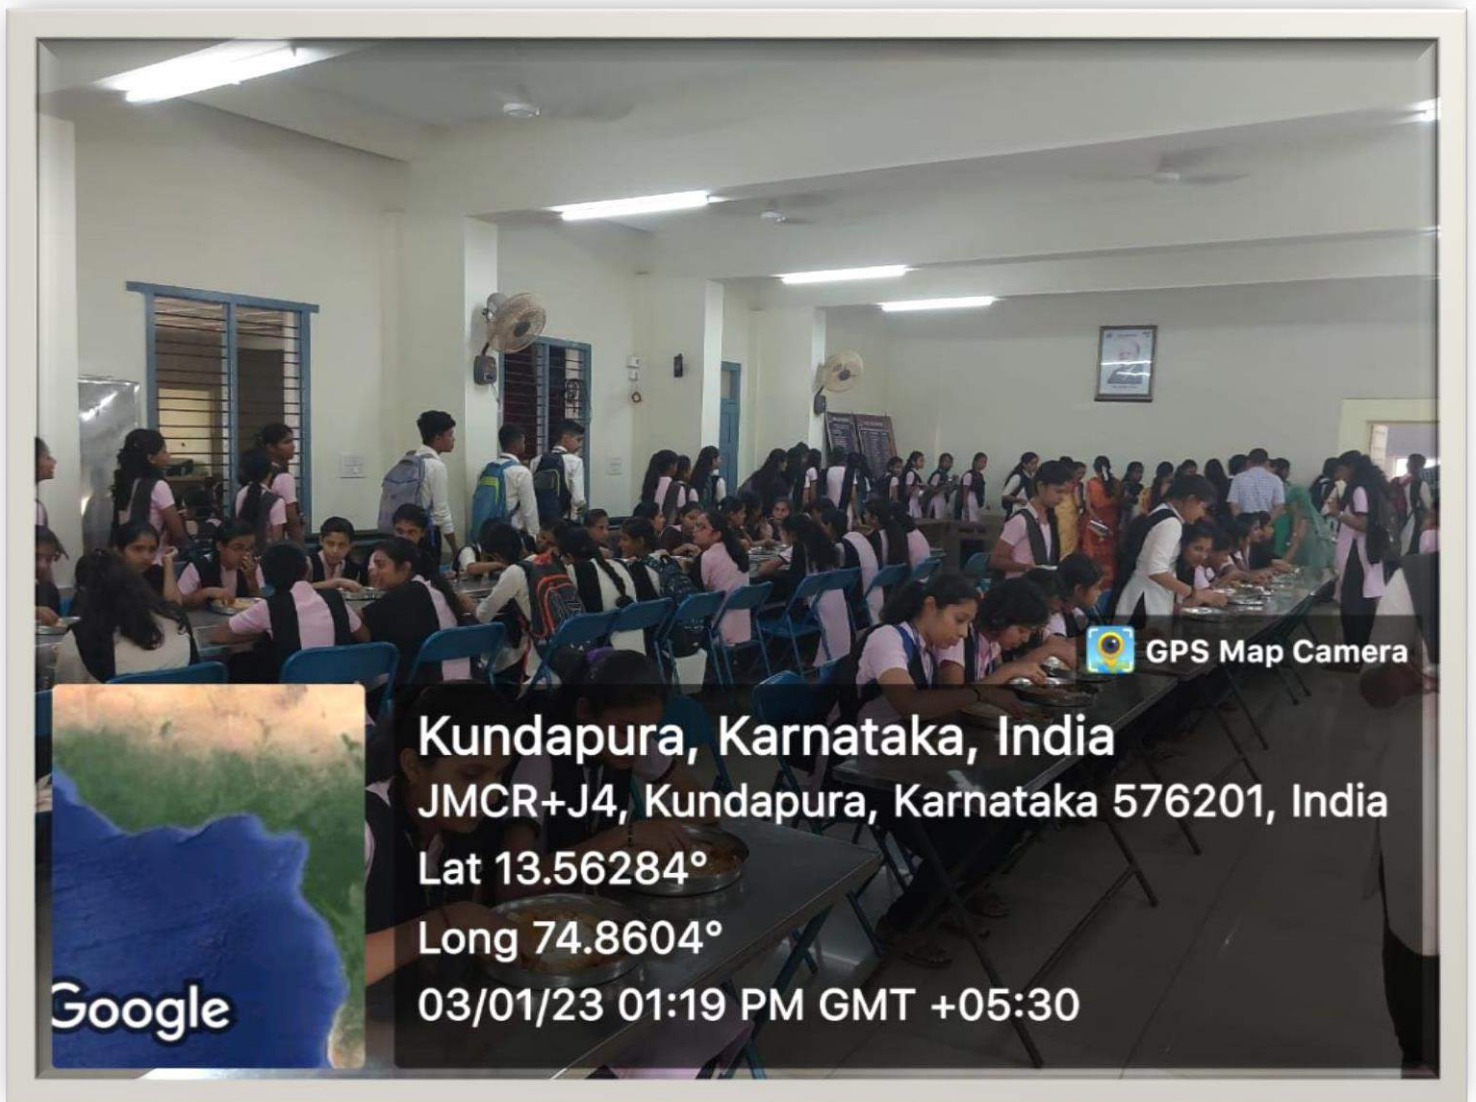 GPS Map Camera
Kundapura, Karnataka, India
JMCR+J4, Kundapura, Karnataka 576201, India
Lat 13.56284°
Long 74.8604°
03/01/23 01:19 PM GMT +05:30
Google